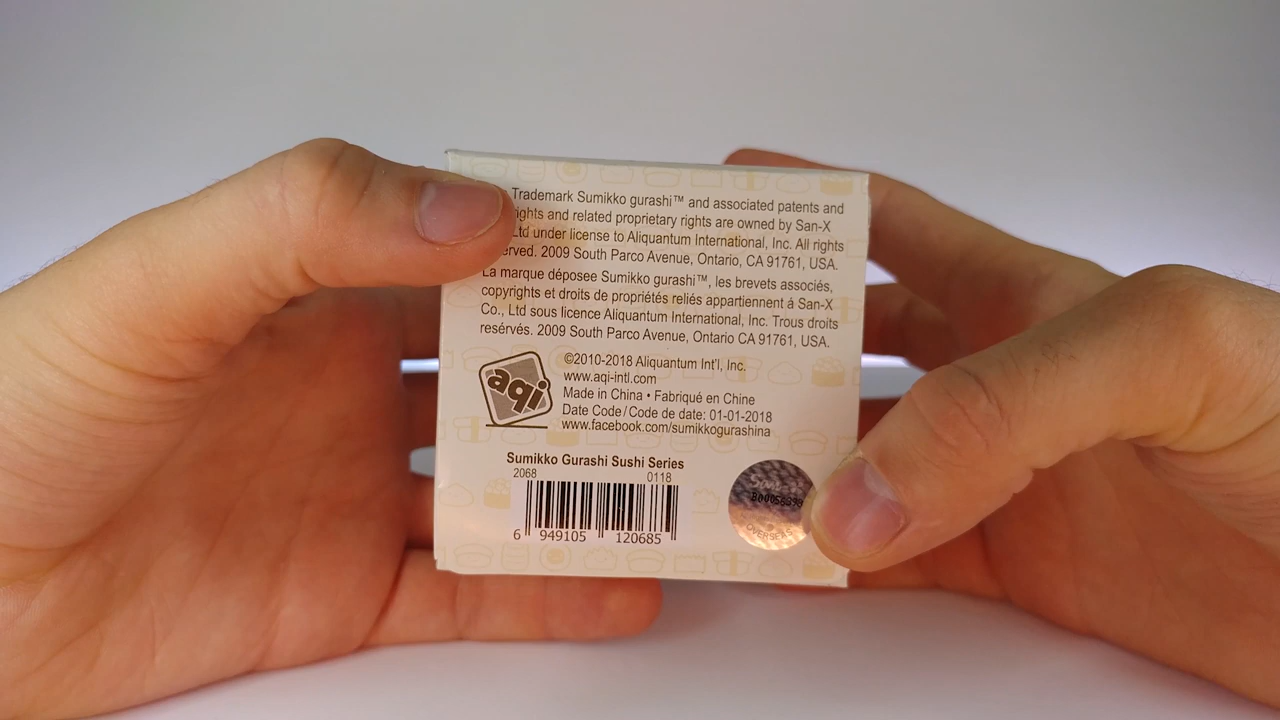 Trademark Sumikko gurashi™ and associated patents and
rights and related proprietary rights are owned by San-X
Ltd under license to Aliquantum International, Inc. All rights
erved. 2009 South Parco Avenue, Ontario, CA 91761, USA.
La marque déposee Sumikko gurashi™, les brevets associés,
copyrights et droits de propriétés reliés appartiennent á San-X
Co., Ltd sous licence Aliquantum International, Inc. Trous droits
resérvés. 2009 South Parco Avenue, Ontario CA 91761, USA.
aqi
©2010-2018 Aliquantum Int'l, Inc.
www.aqi-intl.com
Made in China • Fabriqué en Chine
Date Code/Code de date: 01-01-2018
www.facebook.com/sumikkogurashina
Sumikko Gurashi Sushi Series
2068 0118
6 949105 120685
OVERSEAS